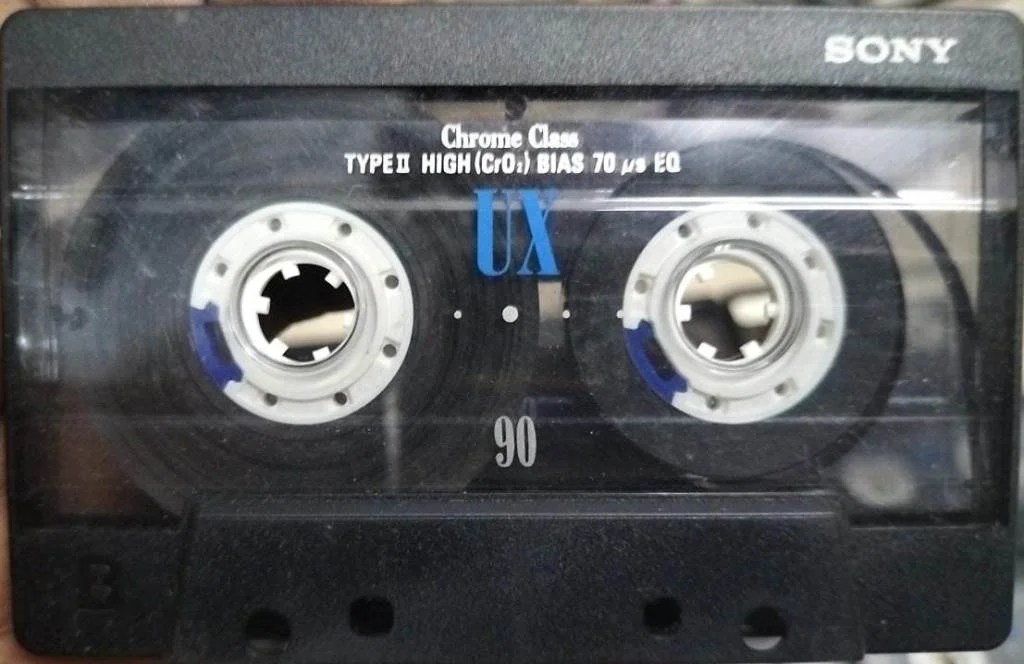 SONY
Chrome Class
TYPE II HIGH (CrO₂) BIAS 70 μs EQ
UX
90
B